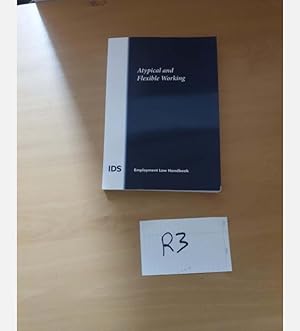 Atypical and
Flexible Working
IDS
Employment Law Handbook
R3